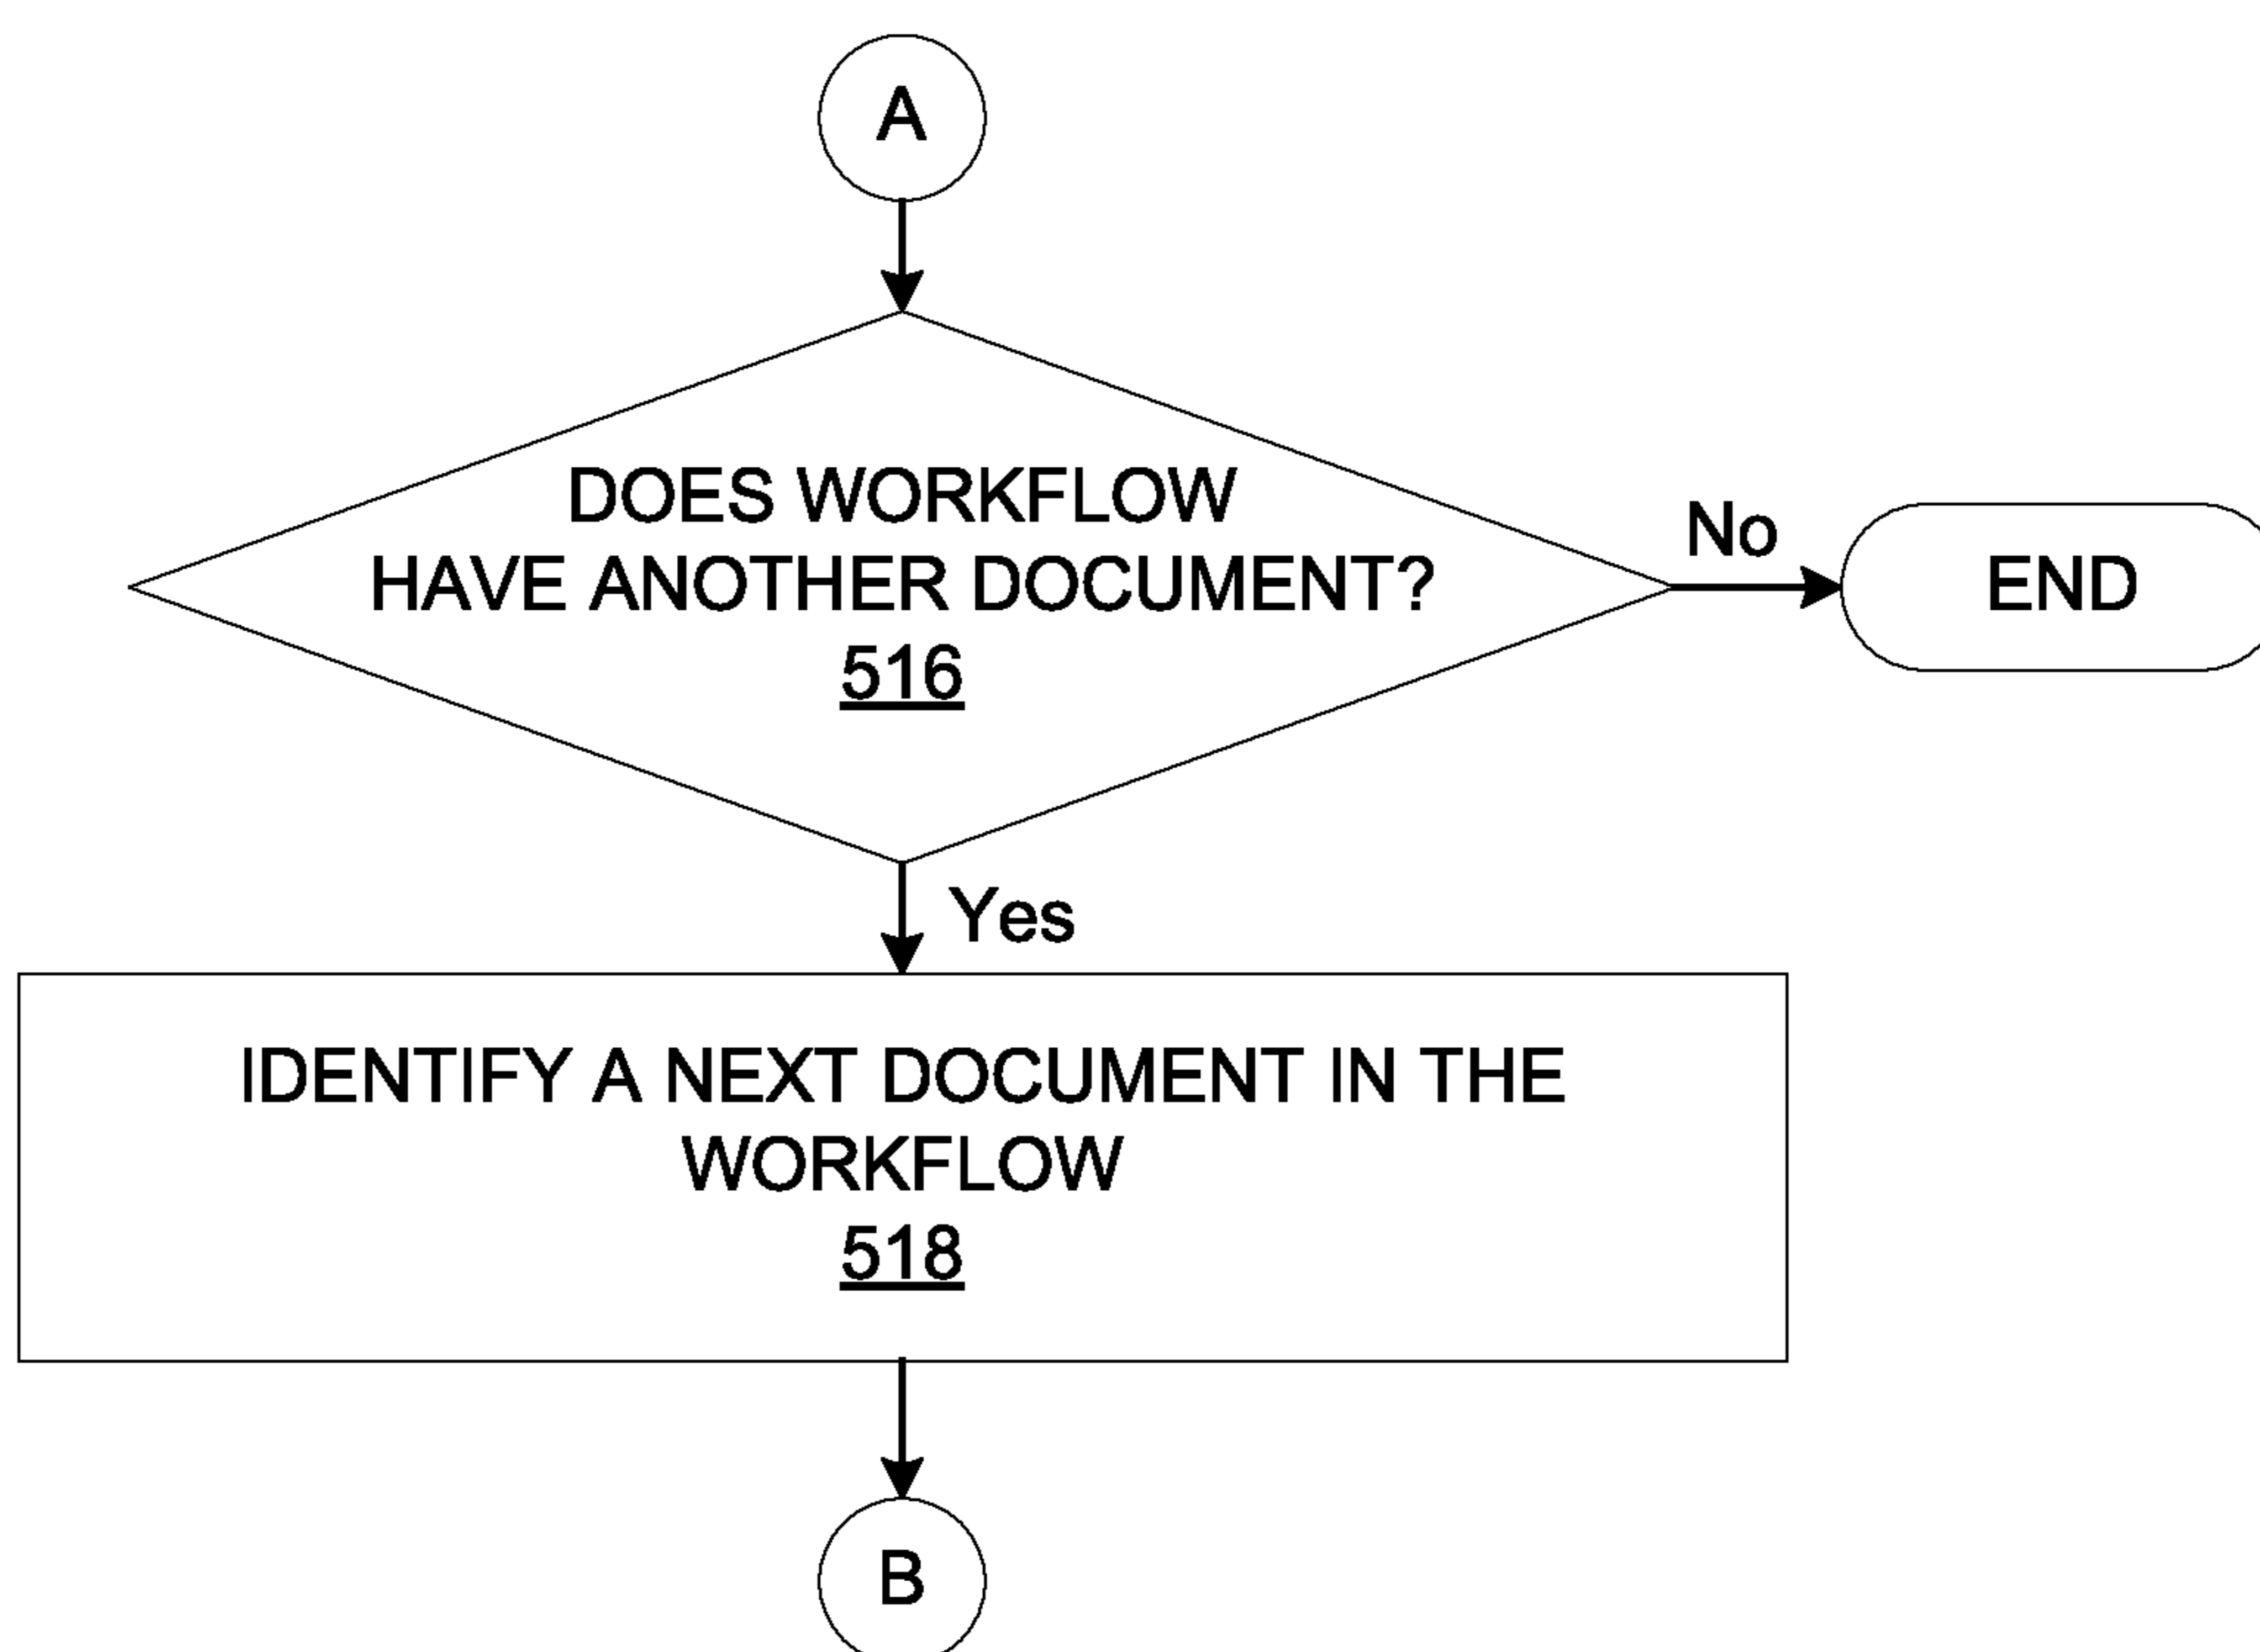 A
DOES WORKFLOW
HAVE ANOTHER DOCUMENT?
516
No
END
Yes
IDENTIFY A NEXT DOCUMENT IN THE
WORKFLOW
518
B